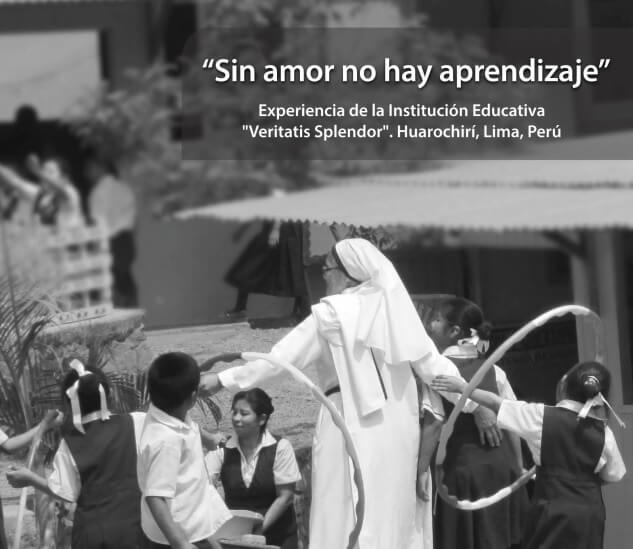 “Sin amor no hay aprendizaje”
Experiencia de la Institución Educativa
"Veritatis Splendor". Huarochirí, Lima, Perú